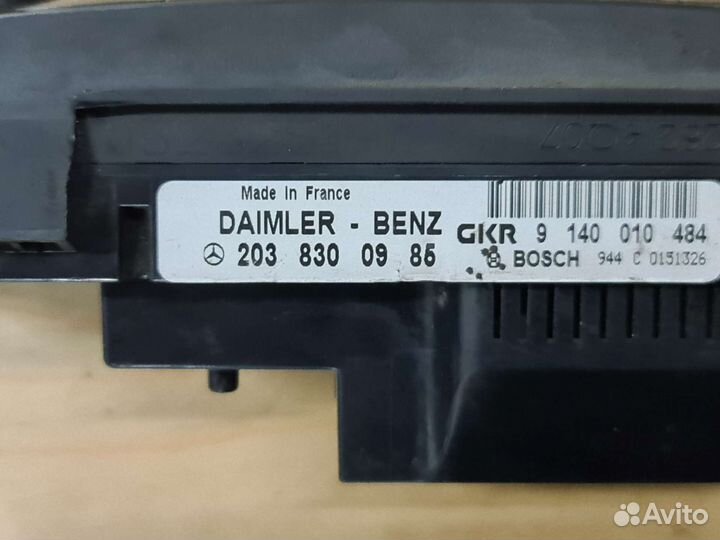 Made In France
DAIMLER - BENZ
203 830 09 85
GKR 9 140 010 484
BOSCH 944 C 0151326
Avito